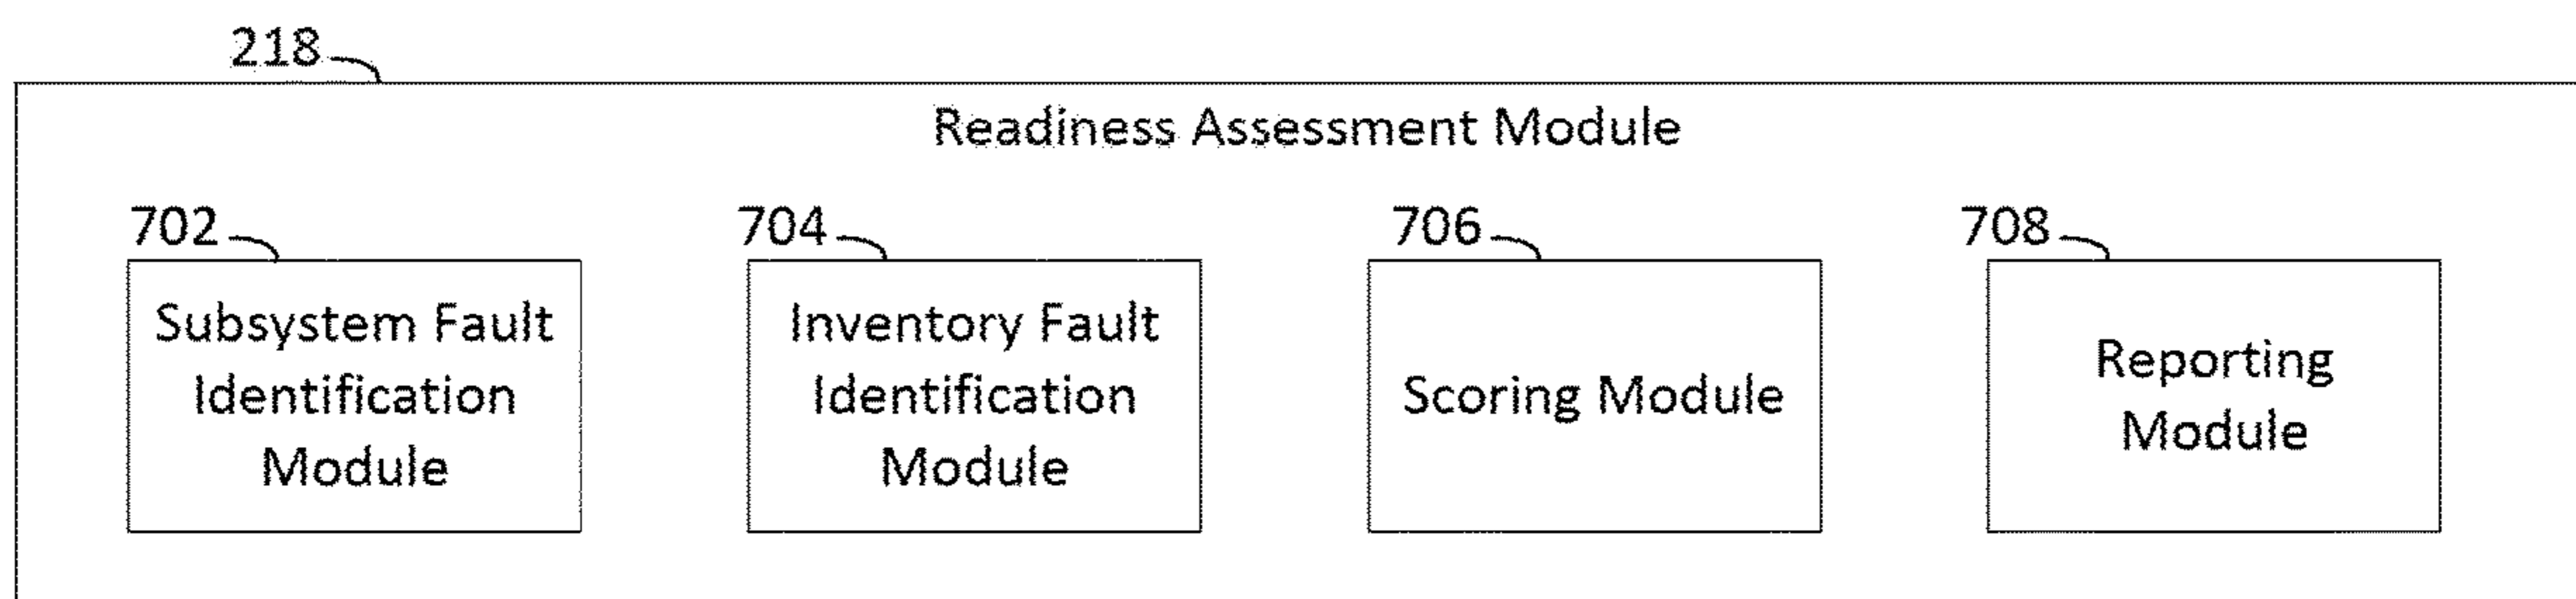 218
Readiness Assessment Module
702
704
706
708
Subsystem Fault
Identification
Module
Inventory Fault
Identification
Module
Scoring Module
Reporting
Module